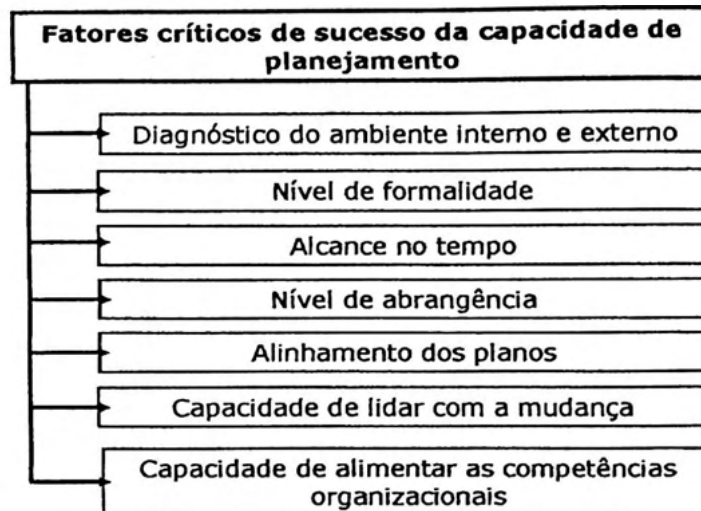 Fatores críticos de sucesso da capacidade de
planejamento
Diagnóstico do ambiente interno e externo
Nível de formalidade
Alcance no tempo
Nível de abrangência
Alinhamento dos planos
Capacidade de lidar com a mudança
Capacidade de alimentar as competências
organizacionais